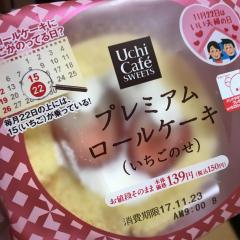 ロールケーキに
のってる日?
15
22
毎月22日の上には、
15(いちご)が乗っている!
11月22日は
いい夫婦の日
Uchi
Café
SWEETS
プレミアム
ロールケーキ
(いちごのせ)
お値段そのまま 本体価格139円(税込150円)
消費期限17.11.23
AM9:00 B